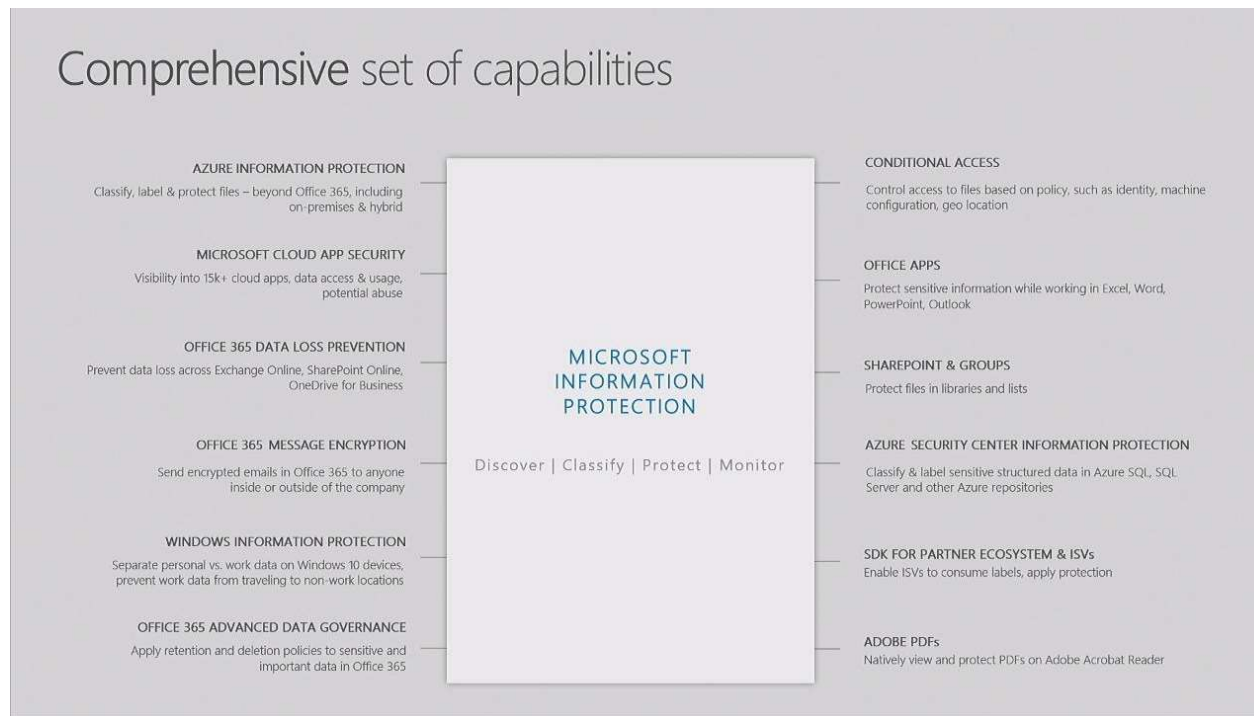 Comprehensive set of capabilities
AZURE INFORMATION PROTECTION
Classify, label & protect files – beyond Office 365, including
on-premises & hybrid
MICROSOFT CLOUD APP SECURITY
Visibility into 15k+ cloud apps, data access & usage,
potential abuse
OFFICE 365 DATA LOSS PREVENTION
Prevent data loss across Exchange Online, SharePoint Online,
OneDrive for Business
OFFICE 365 MESSAGE ENCRYPTION
Send encrypted emails in Office 365 to anyone
inside or outside of the company
WINDOWS INFORMATION PROTECTION
Separate personal vs. work data on Windows 10 devices,
prevent work data from traveling to non-work locations
OFFICE 365 ADVANCED DATA GOVERNANCE
Apply retention and deletion policies to sensitive and
important data in Office 365
MICROSOFT
INFORMATION
PROTECTION
Discover | Classify | Protect | Monitor
CONDITIONAL ACCESS
Control access to files based on policy, such as identity, machine
configuration, geo location
OFFICE APPS
Protect sensitive information while working in Excel, Word,
PowerPoint, Outlook
SHAREPOINT & GROUPS
Protect files in libraries and lists
AZURE SECURITY CENTER INFORMATION PROTECTION
Classify & label sensitive structured data in Azure SQL, SQL
Server and other Azure repositories
SDK FOR PARTNER ECOSYSTEM & ISVs
Enable ISVs to consume labels, apply protection
ADOBE PDFs
Natively view and protect PDFs on Adobe Acrobat Reader